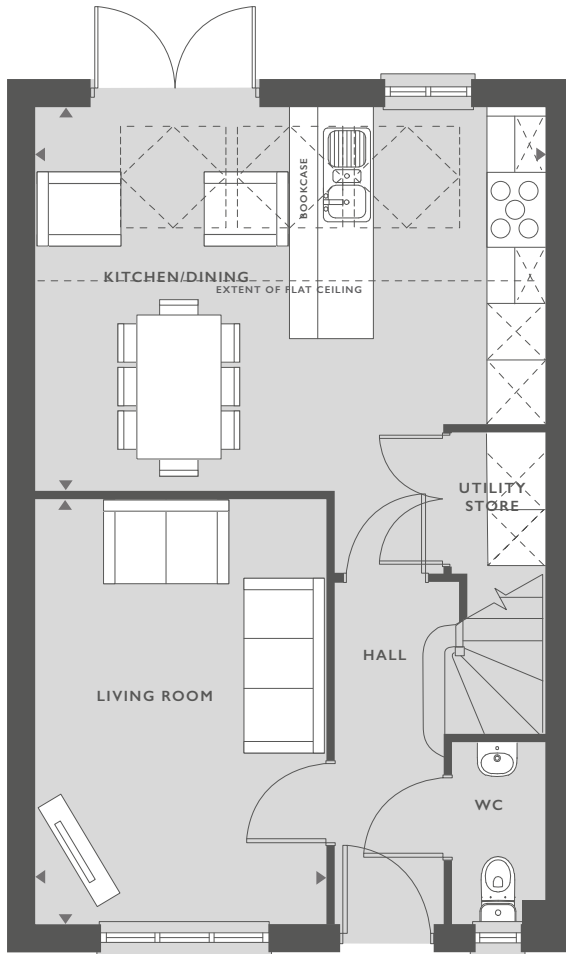 BOOKCASE
KITCHEN/DINING
EXTENT OF FLAT CEILING
UTILITY
STORE
HALL
LIVING ROOM
WC